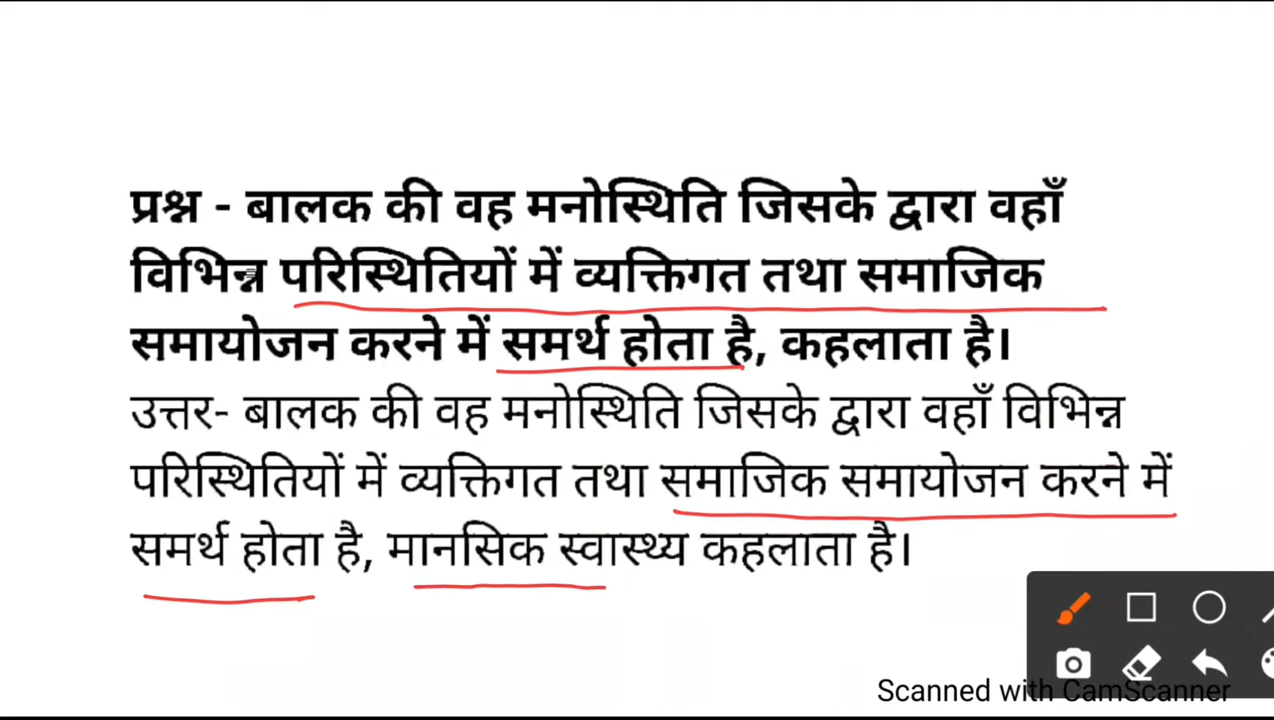 प्रश्न - बालक की वह मनोस्थिति जिसके द्वारा वहाँ
विभिन्न परिस्थितियों में व्यक्तिगत तथा समाजिक
समायोजन करने में समर्थ होता है, कहलाता है।
उत्तर- बालक की वह मनोस्थिति जिसके द्वारा वहाँ विभिन्न
परिस्थितियों में व्यक्तिगत तथा समाजिक समायोजन करने में
समर्थ होता है, मानसिक स्वास्थ्य कहलाता है।
Scanned with CamScanner